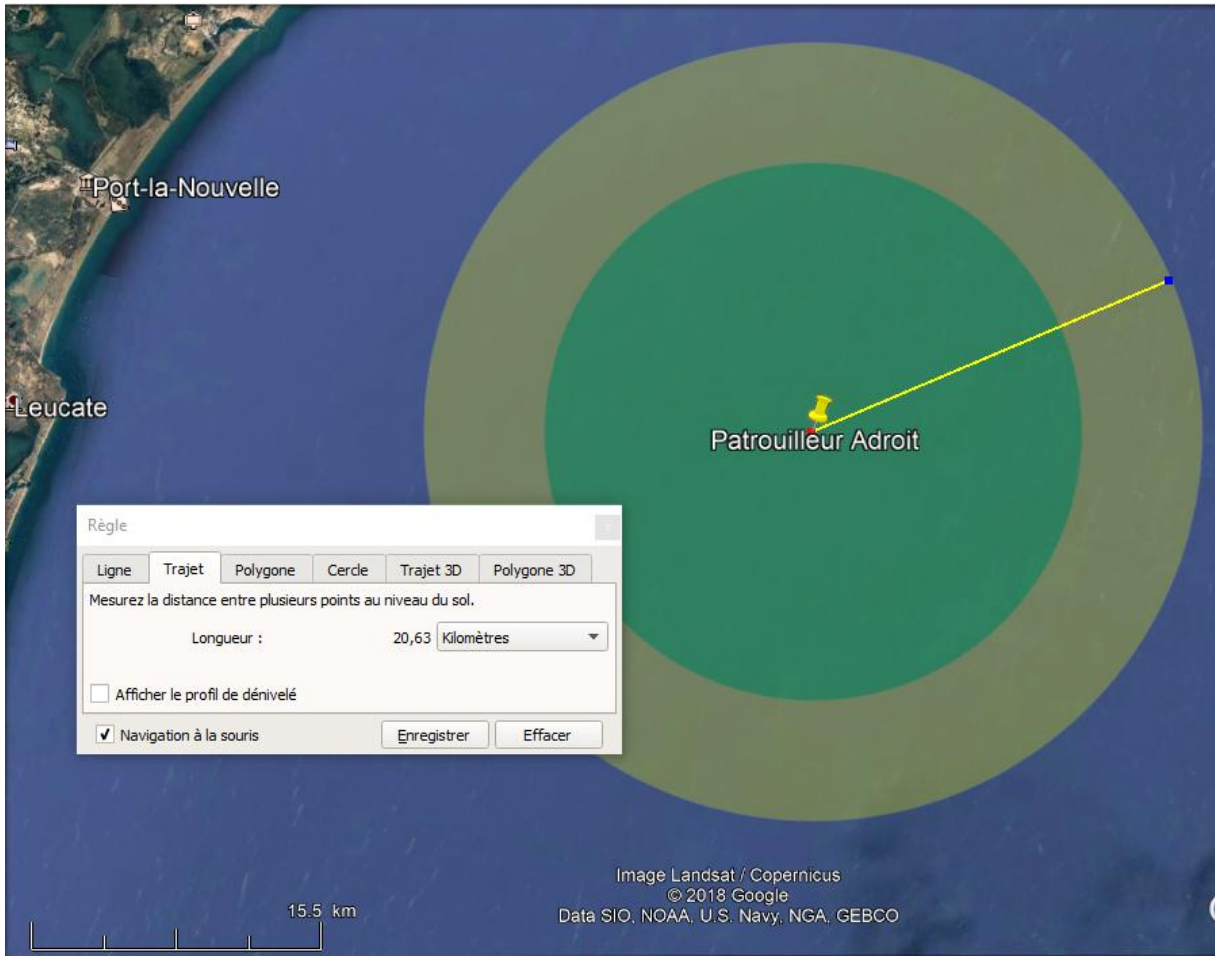 Port-la-Nouvelle
Leucate
Patrouilleur Adroit
Règle
Ligne Trajet Polygone Cercle Trajet 3D Polygone 3D
Mesurez la distance entre plusieurs points au niveau du sol.
Longueur : 20,63 Kilomètres
Afficher le profil de dénivelé
Navigation à la souris Enregistrer Effacer
Image Landsat / Copernicus
© 2018 Google
Data SIO, NOAA, U.S. Navy, NGA, GEBCO
15.5 km